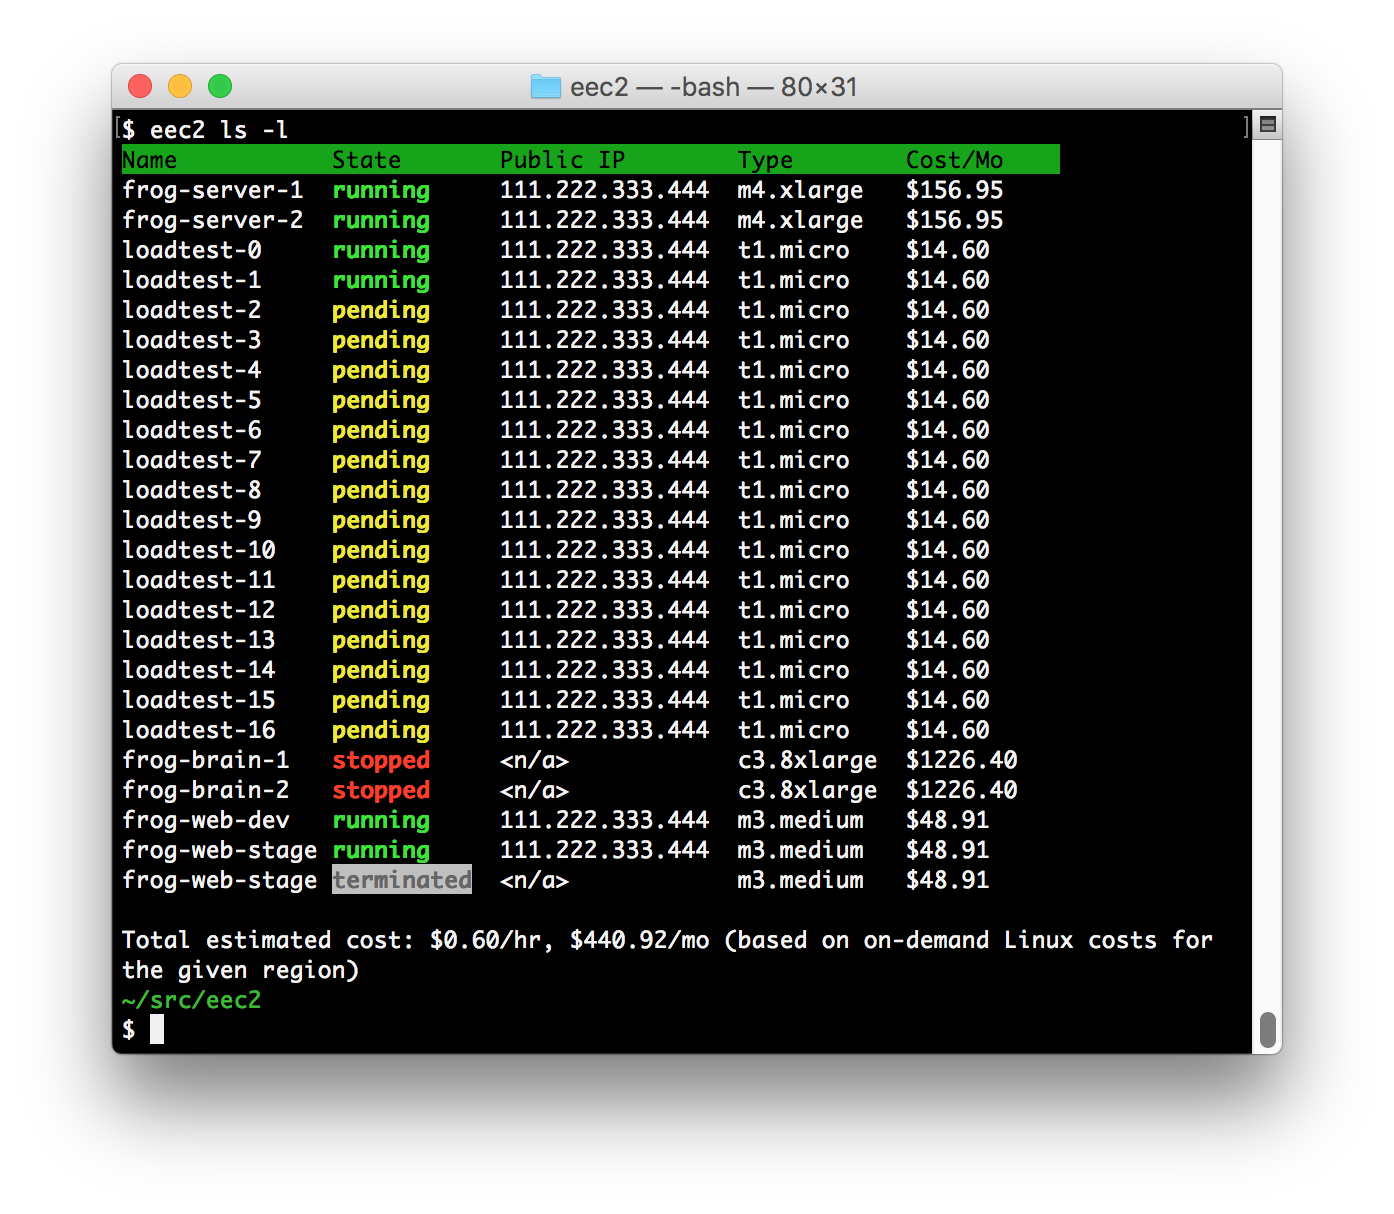 eec2 — -bash — 80×31
$ eec2 ls -l
Name State Public IP Type Cost/Mo
frog-server-1 running 111.222.333.444 m4.xlarge $156.95
frog-server-2 running 111.222.333.444 m4.xlarge $156.95
loadtest-0 running 111.222.333.444 t1.micro $14.60
loadtest-1 running 111.222.333.444 t1.micro $14.60
loadtest-2 pending 111.222.333.444 t1.micro $14.60
loadtest-3 pending 111.222.333.444 t1.micro $14.60
loadtest-4 pending 111.222.333.444 t1.micro $14.60
loadtest-5 pending 111.222.333.444 t1.micro $14.60
loadtest-6 pending 111.222.333.444 t1.micro $14.60
loadtest-7 pending 111.222.333.444 t1.micro $14.60
loadtest-8 pending 111.222.333.444 t1.micro $14.60
loadtest-9 pending 111.222.333.444 t1.micro $14.60
loadtest-10 pending 111.222.333.444 t1.micro $14.60
loadtest-11 pending 111.222.333.444 t1.micro $14.60
loadtest-12 pending 111.222.333.444 t1.micro $14.60
loadtest-13 pending 111.222.333.444 t1.micro $14.60
loadtest-14 pending 111.222.333.444 t1.micro $14.60
loadtest-15 pending 111.222.333.444 t1.micro $14.60
loadtest-16 pending 111.222.333.444 t1.micro $14.60
frog-brain-1 stopped <n/a> c3.8xlarge $1226.40
frog-brain-2 stopped <n/a> c3.8xlarge $1226.40
frog-web-dev running 111.222.333.444 m3.medium $48.91
frog-web-stage running 111.222.333.444 m3.medium $48.91
frog-web-stage terminated <n/a> m3.medium $48.91
Total estimated cost: $0.60/hr, $440.92/mo (based on on-demand Linux costs for
the given region)
~/src/eec2
$